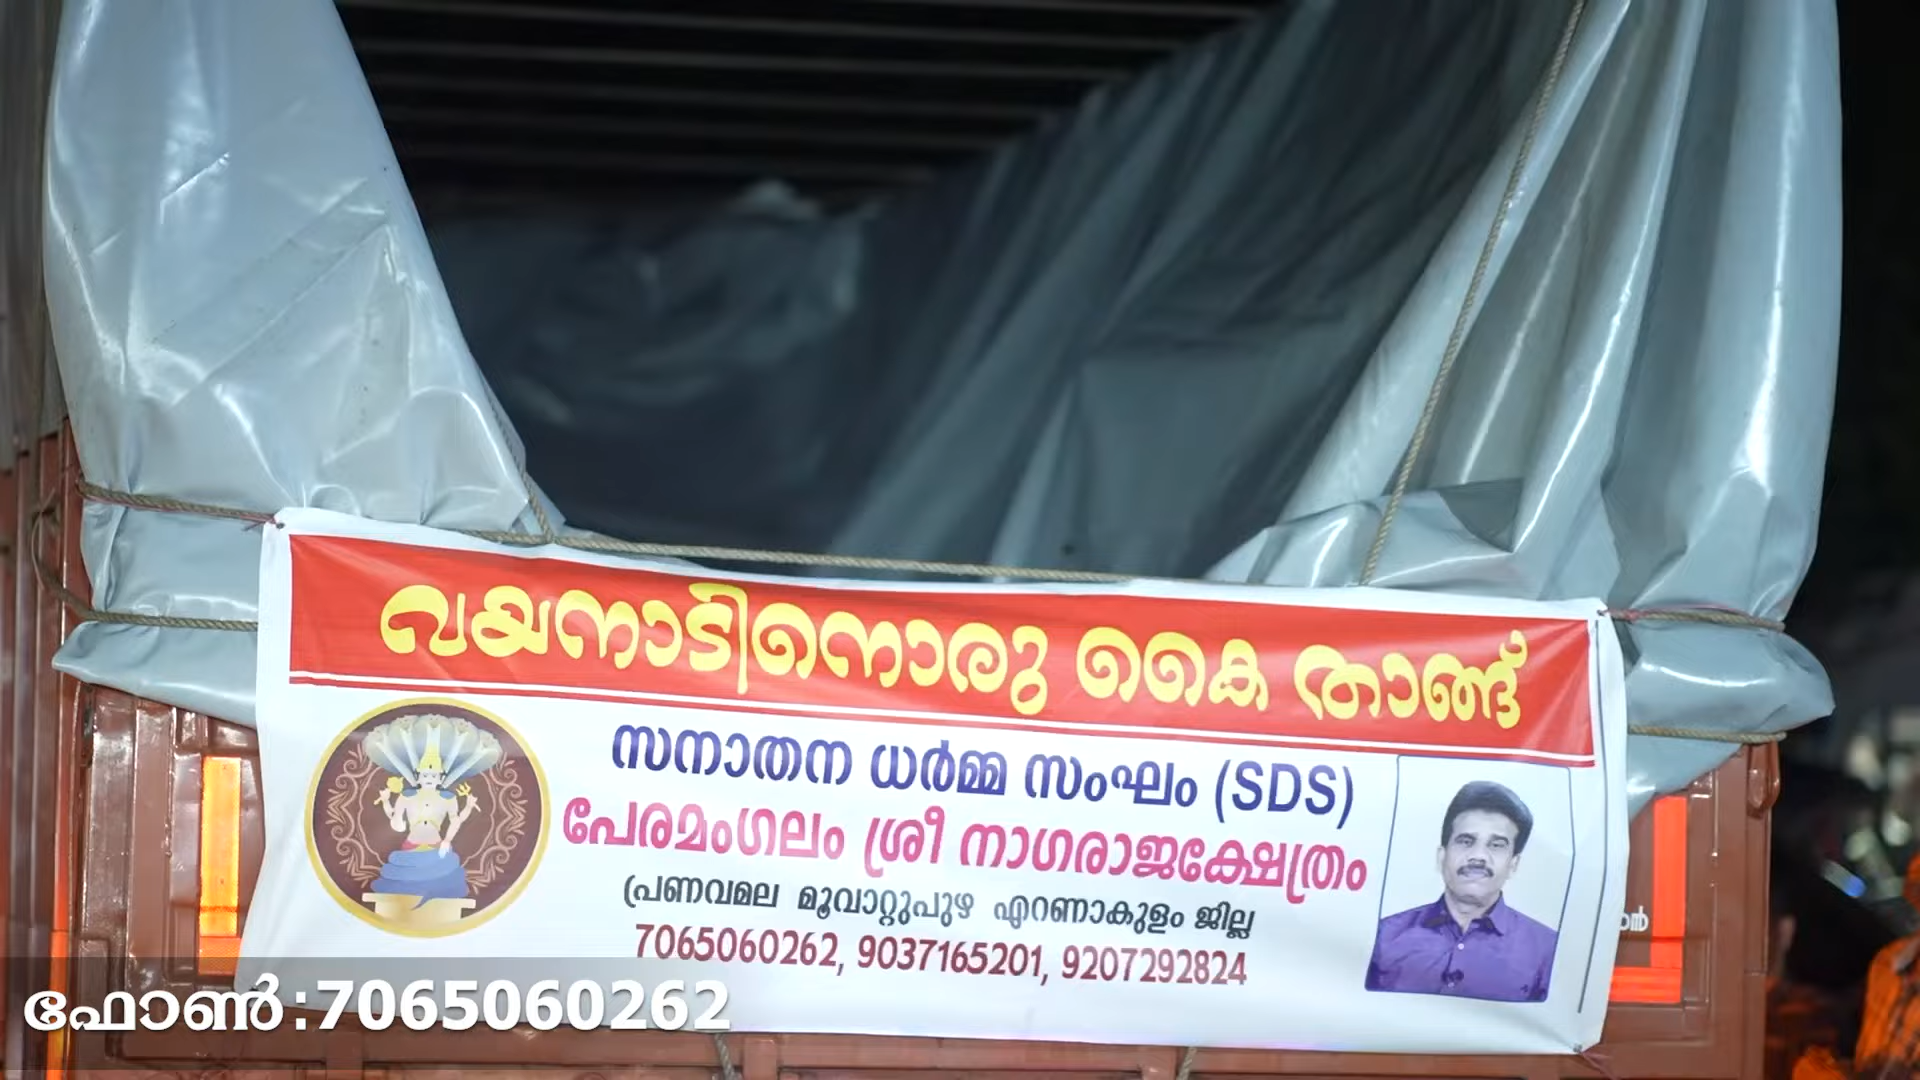 വയനാടിനൊരു കൈ താങ്ങ്
സനാതന ധർമ്മ സംഘം (SDS)
പേരമംഗലം ശ്രീ നാഗരാജക്ഷേത്രം
പ്രണവമല മൂവാറ്റുപുഴ എറണാകുളം ജില്ല
7065060262, 9037165201, 9207292824
ഫോൺ :7065060262